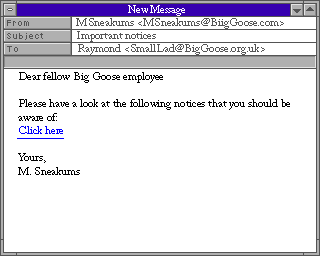 New Message
From MSneakums <MSneakums@BiigGoose.com>
Subject Important notices
To Raymond <SmallLad@BigGoose.org.uk>
Dear fellow Big Goose employee
Please have a look at the following notices that you should be
aware of:
Click here
Yours,
M. Sneakums